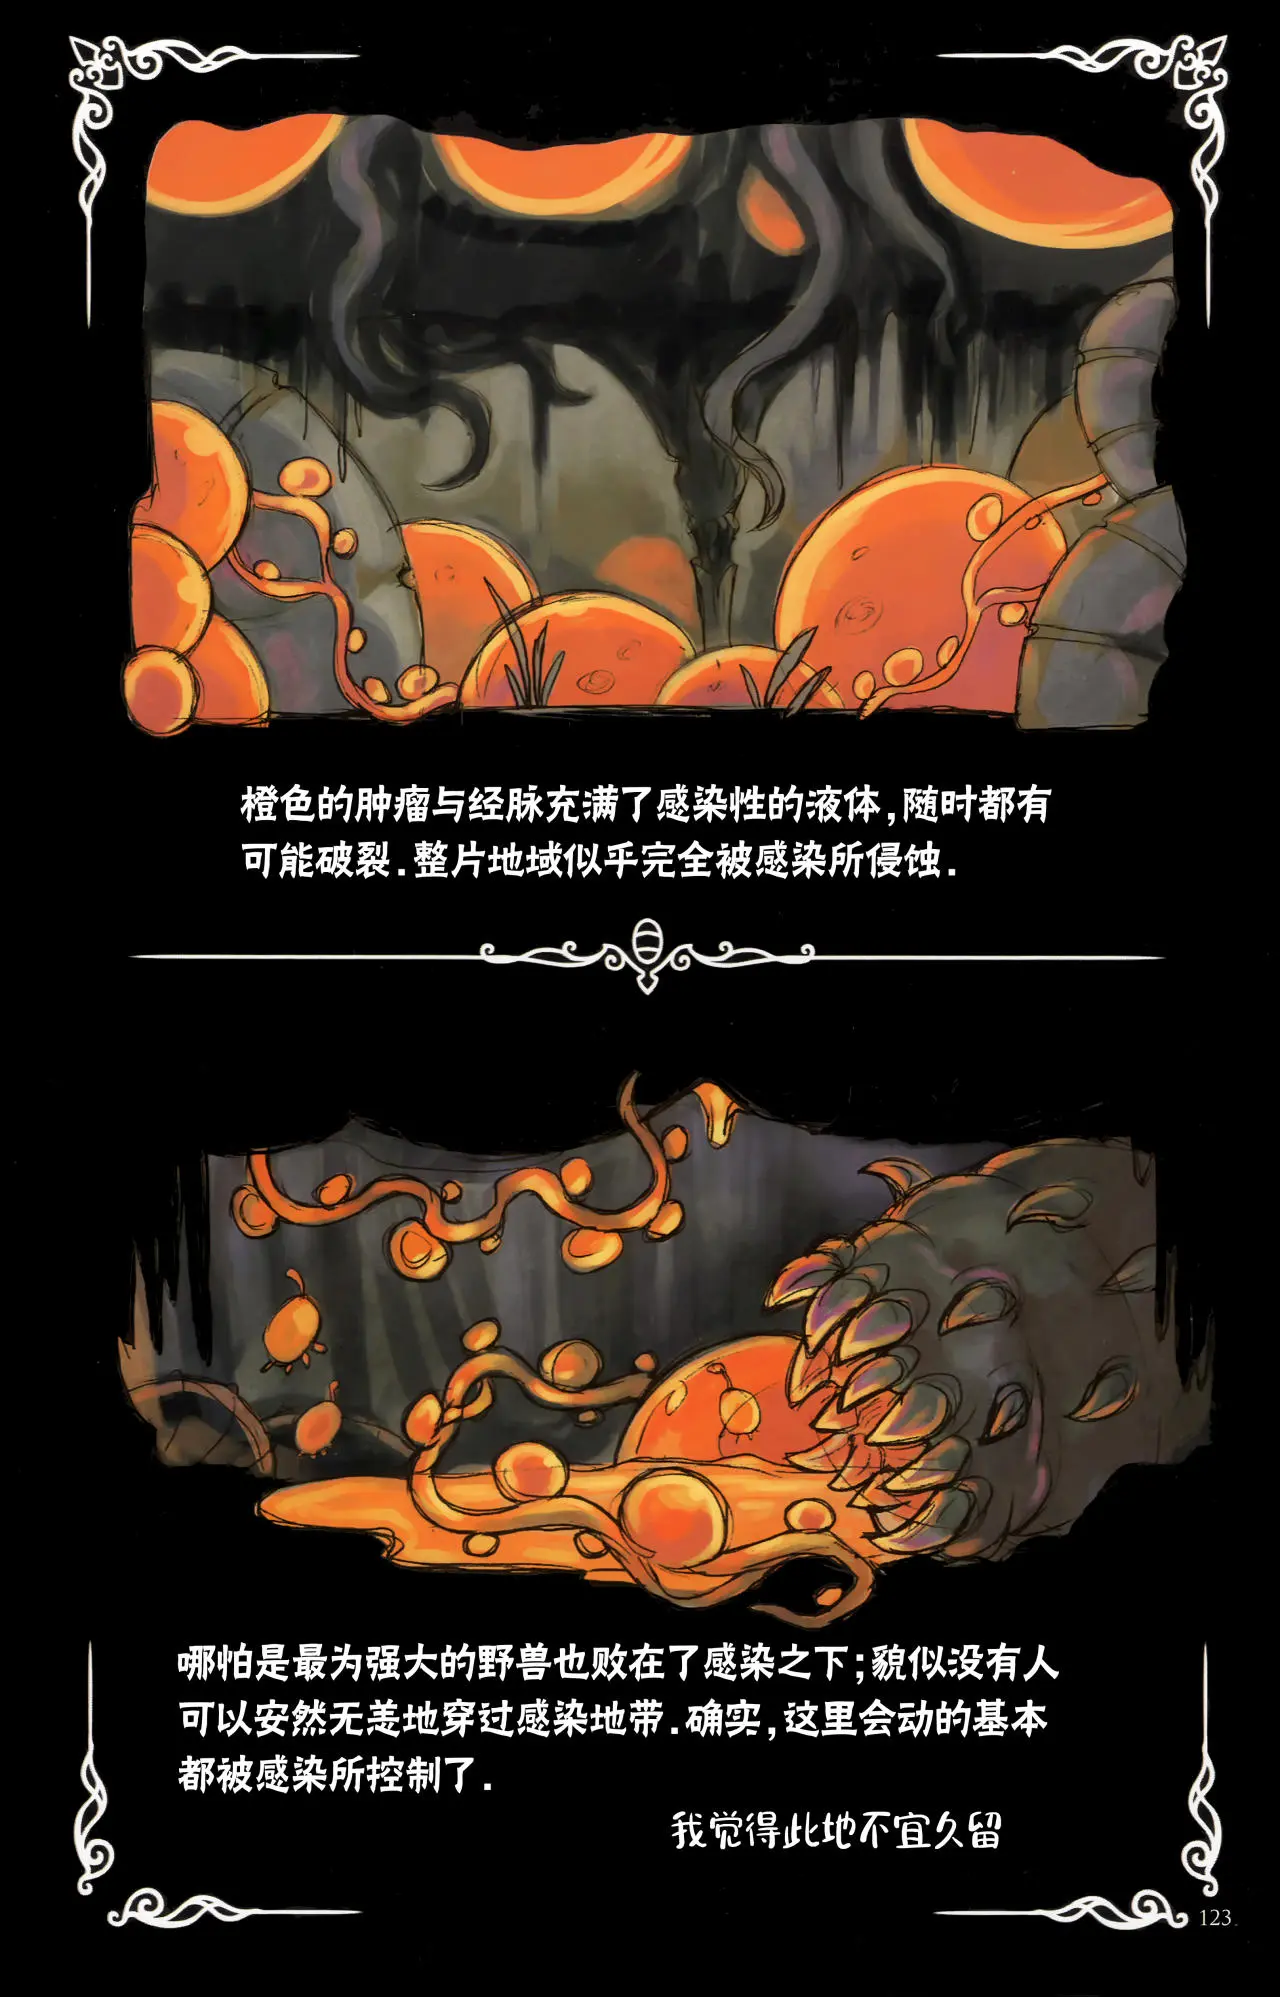 橙色的肿瘤与经脉充满了感染性的液体,随时都有
可能破裂.整片地域似乎完全被感染所侵蚀.
哪怕是最为强大的野兽也败在了感染之下;貌似没有人
可以安然无恙地穿过感染地带.确实,这里会动的基本
都被感染所控制了.
我觉得此地不宜久留
123